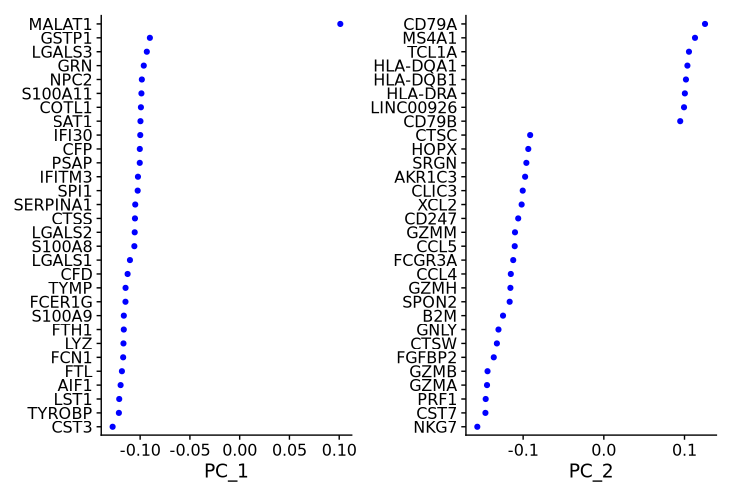 MALAT1
GSTP1
LGALS3
GRN
NPC2
S100A11
COTL1
SAT1
IFI30
CFP
PSAP
IFITM3
SPI1
SERPINA1
CTSS
LGALS2
S100A8
LGALS1
CFD
TYMP
FCER1G
S100A9
FTH1
LYZ
FCN1
FTL
AIF1
LST1
TYROBP
CST3
-0.10 -0.05 0.00 0.05 0.10
PC_1
CD79A
MS4A1
TCL1A
HLA-DQA1
HLA-DQB1
HLA-DRA
LINC00926
CD79B
CTSC
HOPX
SRGN
AKR1C3
CLIC3
XCL2
CD247
GZMM
CCL5
FCGR3A
CCL4
GZMH
SPON2
B2M
GNLY
CTSW
FGFBP2
GZMB
GZMA
PRF1
CST7
NKG7
-0.1 0.0 0.1
PC_2